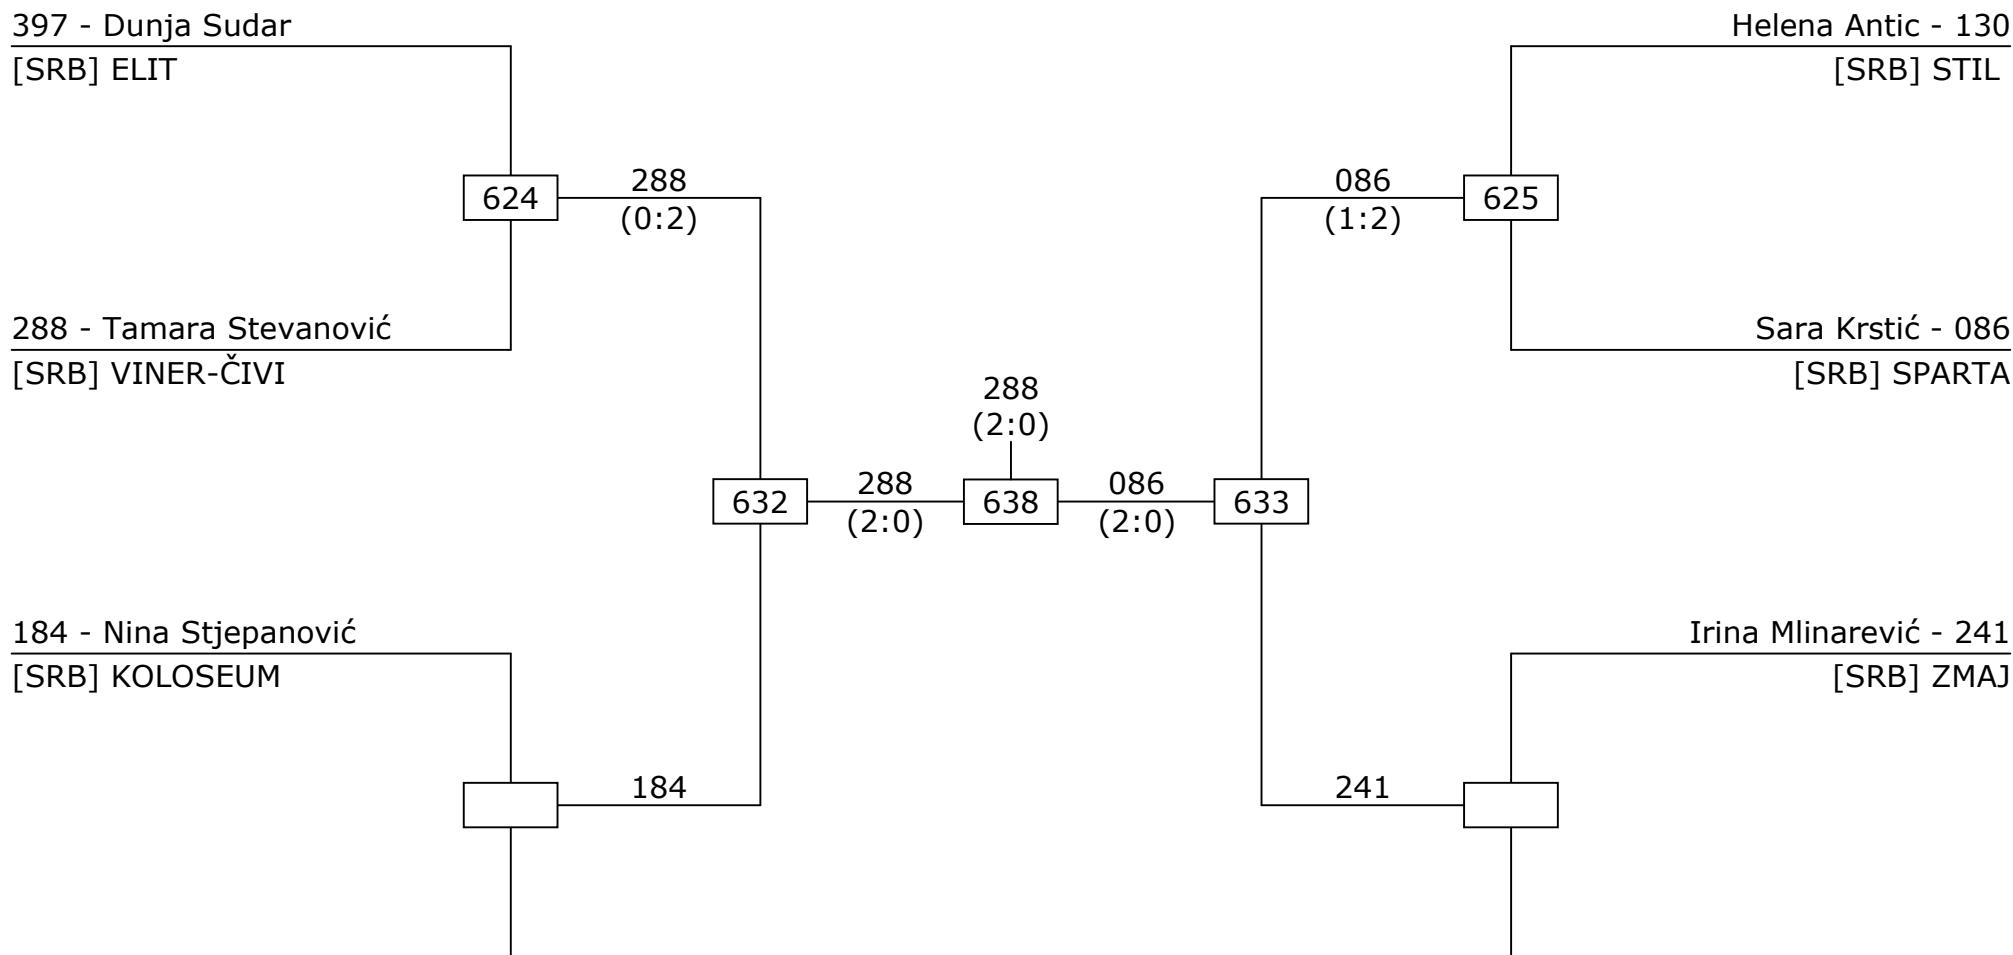 397 - Dunja Sudar
[SRB] ELIT
Helena Antic - 130
[SRB] STIL
624
288
(0:2)
086
(1:2)
625
288 - Tamara Stevanović
[SRB] VINER-ČIVI
Sara Krstić - 086
[SRB] SPARTA
288
(2:0)
632
288
(2:0)
638
086
(2:0)
633
184 - Nina Stjepanović
[SRB] KOLOSEUM
Irina Mlinarević - 241
[SRB] ZMAJ
184
241